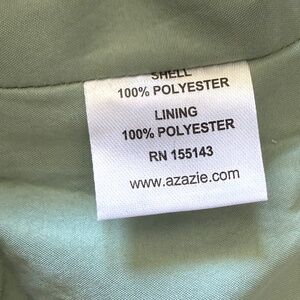 SHELL
100% POLYESTER
LINING
100% POLYESTER
RN 155143
www.azazie.com